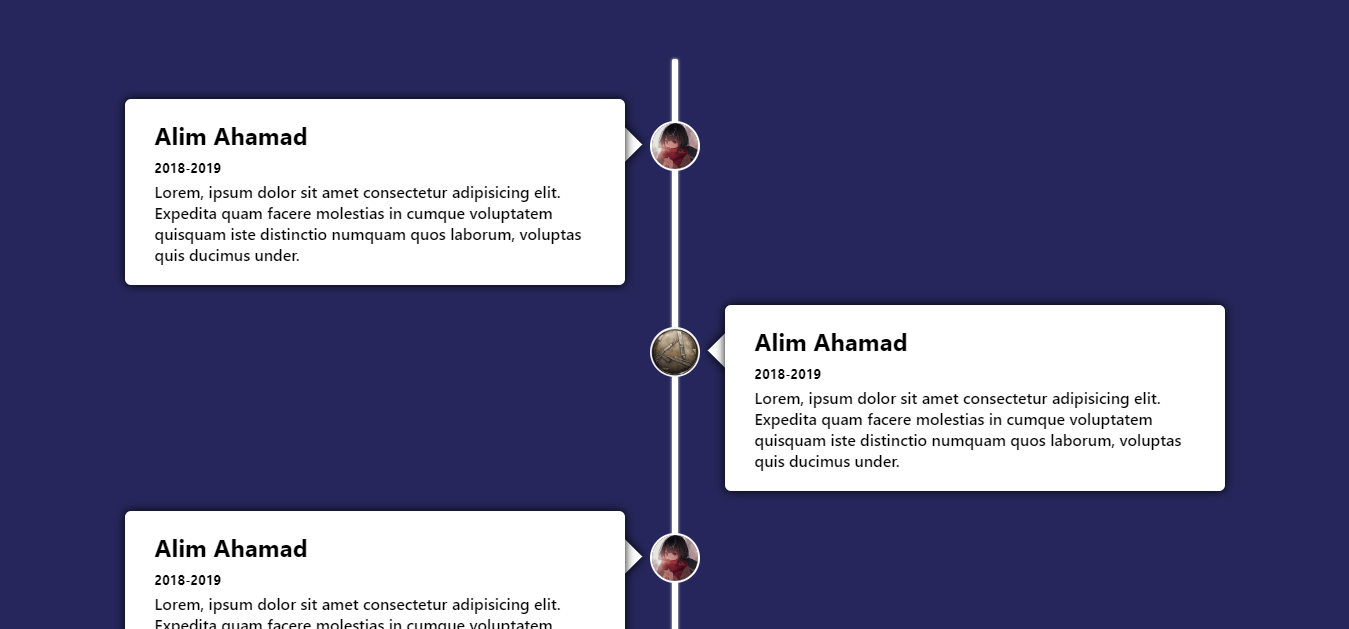 Alim Ahamad
2018-2019
Lorem, ipsum dolor sit amet consectetur adipisicing elit.
Expedita quam facere molestias in cumque voluptatem
quisquam iste distinctio numquam quos laborum, voluptas
quis ducimus under.
Alim Ahamad
2018-2019
Lorem, ipsum dolor sit amet consectetur adipisicing elit.
Expedita quam facere molestias in cumque voluptatem
quisquam iste distinctio numquam quos laborum, voluptas
quis ducimus under.
Alim Ahamad
2018-2019
Lorem, ipsum dolor sit amet consectetur adipisicing elit.
Expedita quam facere molestias in cumque voluptatem